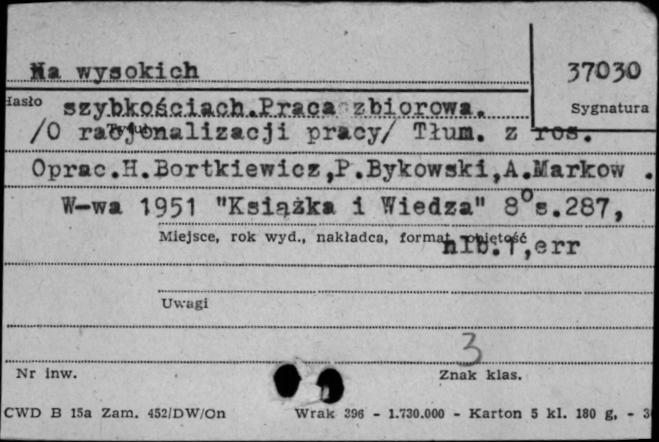 Na wysokich 37030
Hasło szybkościach.Praca zbiorowa. Sygnatura
/O racjonalizacji pracy/ Tłum. z ros.
Tytuł
Oprac.H.Bortkiewicz,P.Bykowski,A.Markow .
W-wa 1951 "Książka i Wiedza" 8°s.287,
Miejsce, rok wyd., nakładca, format, objętość
nlb.1,err
Uwagi
3
Nr inw. Znak klas.
CWD B 15a Zam. 452/DW/On Wrak 396 - 1.730.000 - Karton 5 kl. 180 g, -